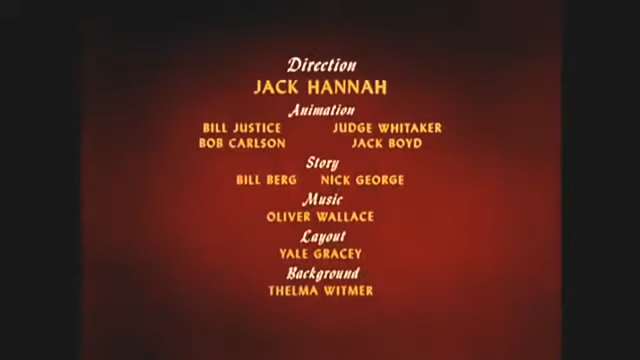 Direction
JACK HANNAH
Animation
BILL JUSTICE JUDGE WHITAKER
BOB CARLSON JACK BOYD
Story
BILL BERG NICK GEORGE
Music
OLIVER WALLACE
Layout
YALE GRACEY
Background
THELMA WITMER